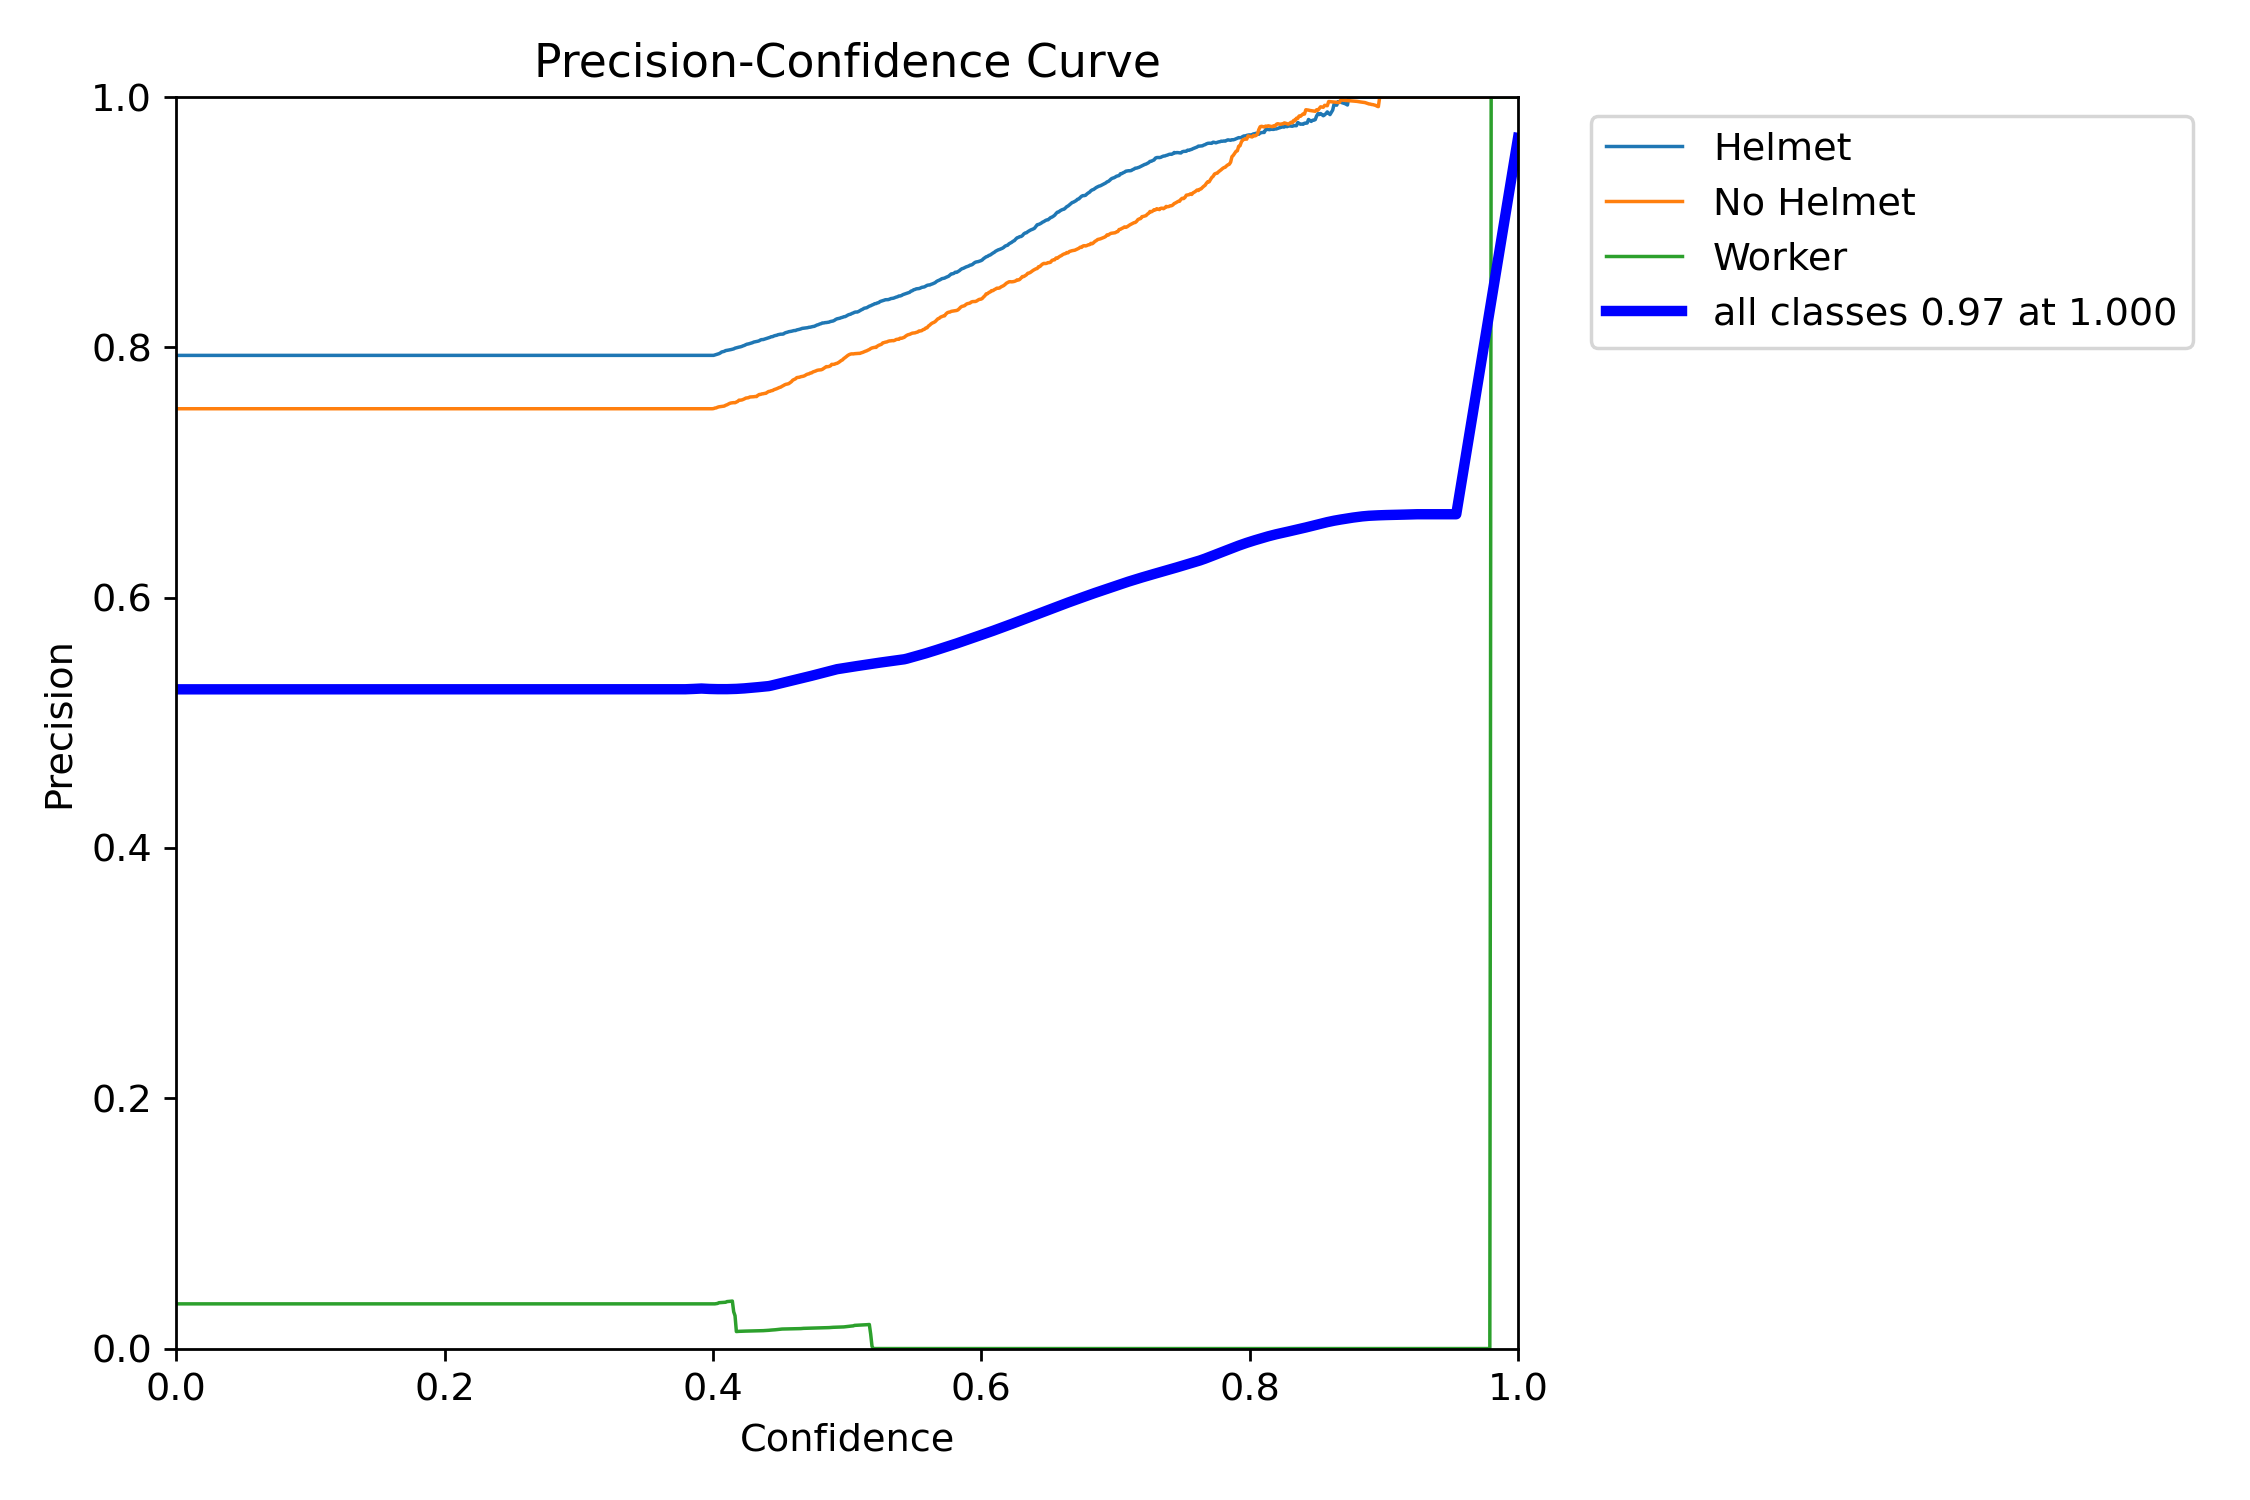 Precision-Confidence Curve
1.0
0.8
0.6
0.4
0.2
0.0
Precision
0.0 0.2 0.4 0.6 0.8 1.0
Confidence
Helmet
No Helmet
Worker
all classes 0.97 at 1.000